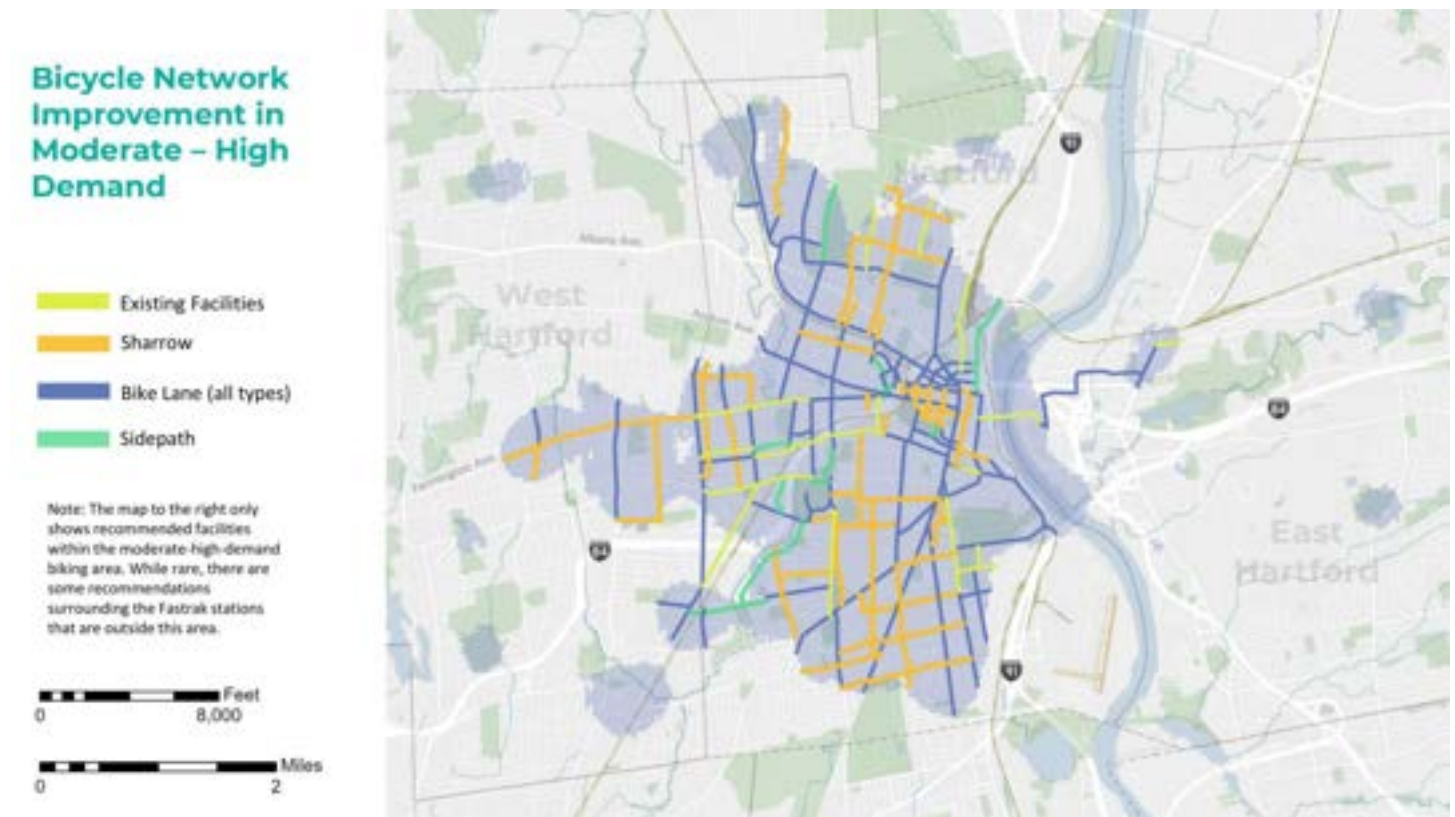 Bicycle Network
Improvement in
Moderate – High
Demand
Existing Facilities
Sharrow
Bike Lane (all types)
Sidepath
Note: The map to the right only
shows recommended facilities
within the moderate-high-demand
biking area. While rare, there are
some recommendations
surrounding the Fastrak stations
that are outside this area.
Feet
0 8,000
Miles
0 2
91
Hartford
Albany Ave
West
Hartford
84
Farmington Ave
84
East
Hartford
91